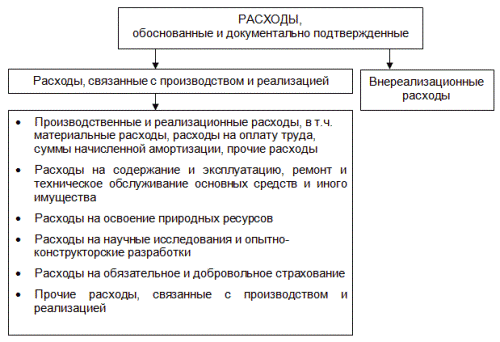 РАСХОДЫ,
обоснованные и документально подтвержденные
Расходы, связанные с производством и реализацией
Внереализационные
расходы
• Производственные и реализационные расходы, в т.ч.
материальные расходы, расходы на оплату труда,
суммы начисленной амортизации, прочие расходы
• Расходы на содержание и эксплуатацию, ремонт и
техническое обслуживание основных средств и иного
имущества
• Расходы на освоение природных ресурсов
• Расходы на научные исследования и опытно-
конструкторские разработки
• Расходы на обязательное и добровольное страхование
• Прочие расходы, связанные с производством и
реализацией